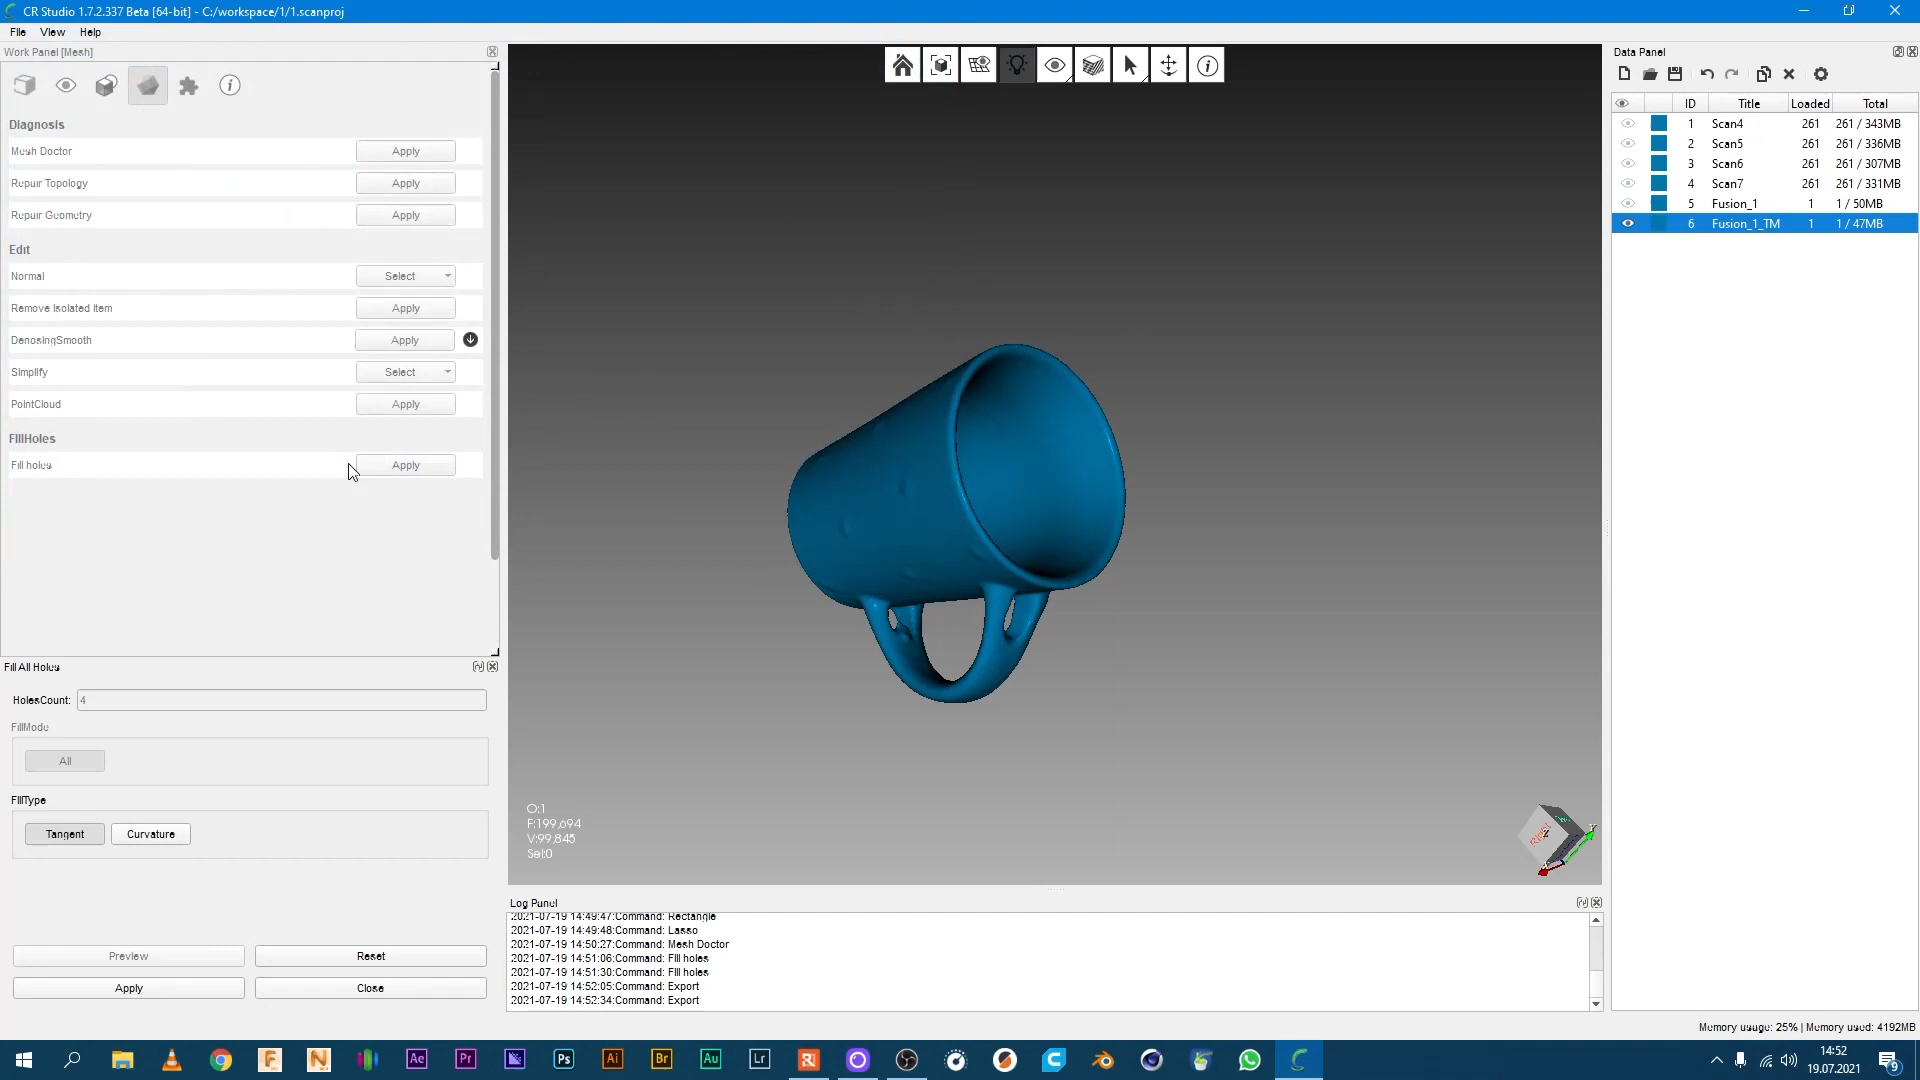 CR Studio 1.7.2.337 Beta [64-bit] - C:/workspace/1/1.scanproj
File View Help
Work Panel [Mesh]
Diagnosis
Mesh Doctor Apply
Repair Topology Apply
Repair Geometry Apply
Edit
Normal Select
Remove Isolated Item Apply
DenosingSmooth Apply
Simplify Select
PointCloud Apply
FillHoles
Fill holes Apply
Fill All Holes
HolesCount: 4
FillMode
All
FillType
Tangent Curvature
Preview Reset
Apply Close
O:1
F:199,694
V:99,845
Sel:0
Log Panel
2021-07-19 14:49:47:Command: Rectangle
2021-07-19 14:49:48:Command: Lasso
2021-07-19 14:50:27:Command: Mesh Doctor
2021-07-19 14:51:06:Command: Fill holes
2021-07-19 14:51:30:Command: Fill holes
2021-07-19 14:52:05:Command: Export
2021-07-19 14:52:34:Command: Export
Data Panel
ID Title Loaded Total
1 Scan4 261 261 / 343MB
2 Scan5 261 261 / 336MB
3 Scan6 261 261 / 307MB
4 Scan7 261 261 / 331MB
5 Fusion_1 1 1 / 50MB
6 Fusion_1_TM 1 1 / 47MB
Memory usage: 25% | Memory used: 4192MB
Ae Pr Ps Ai Br Au Lr
14:52
19.07.2021
9